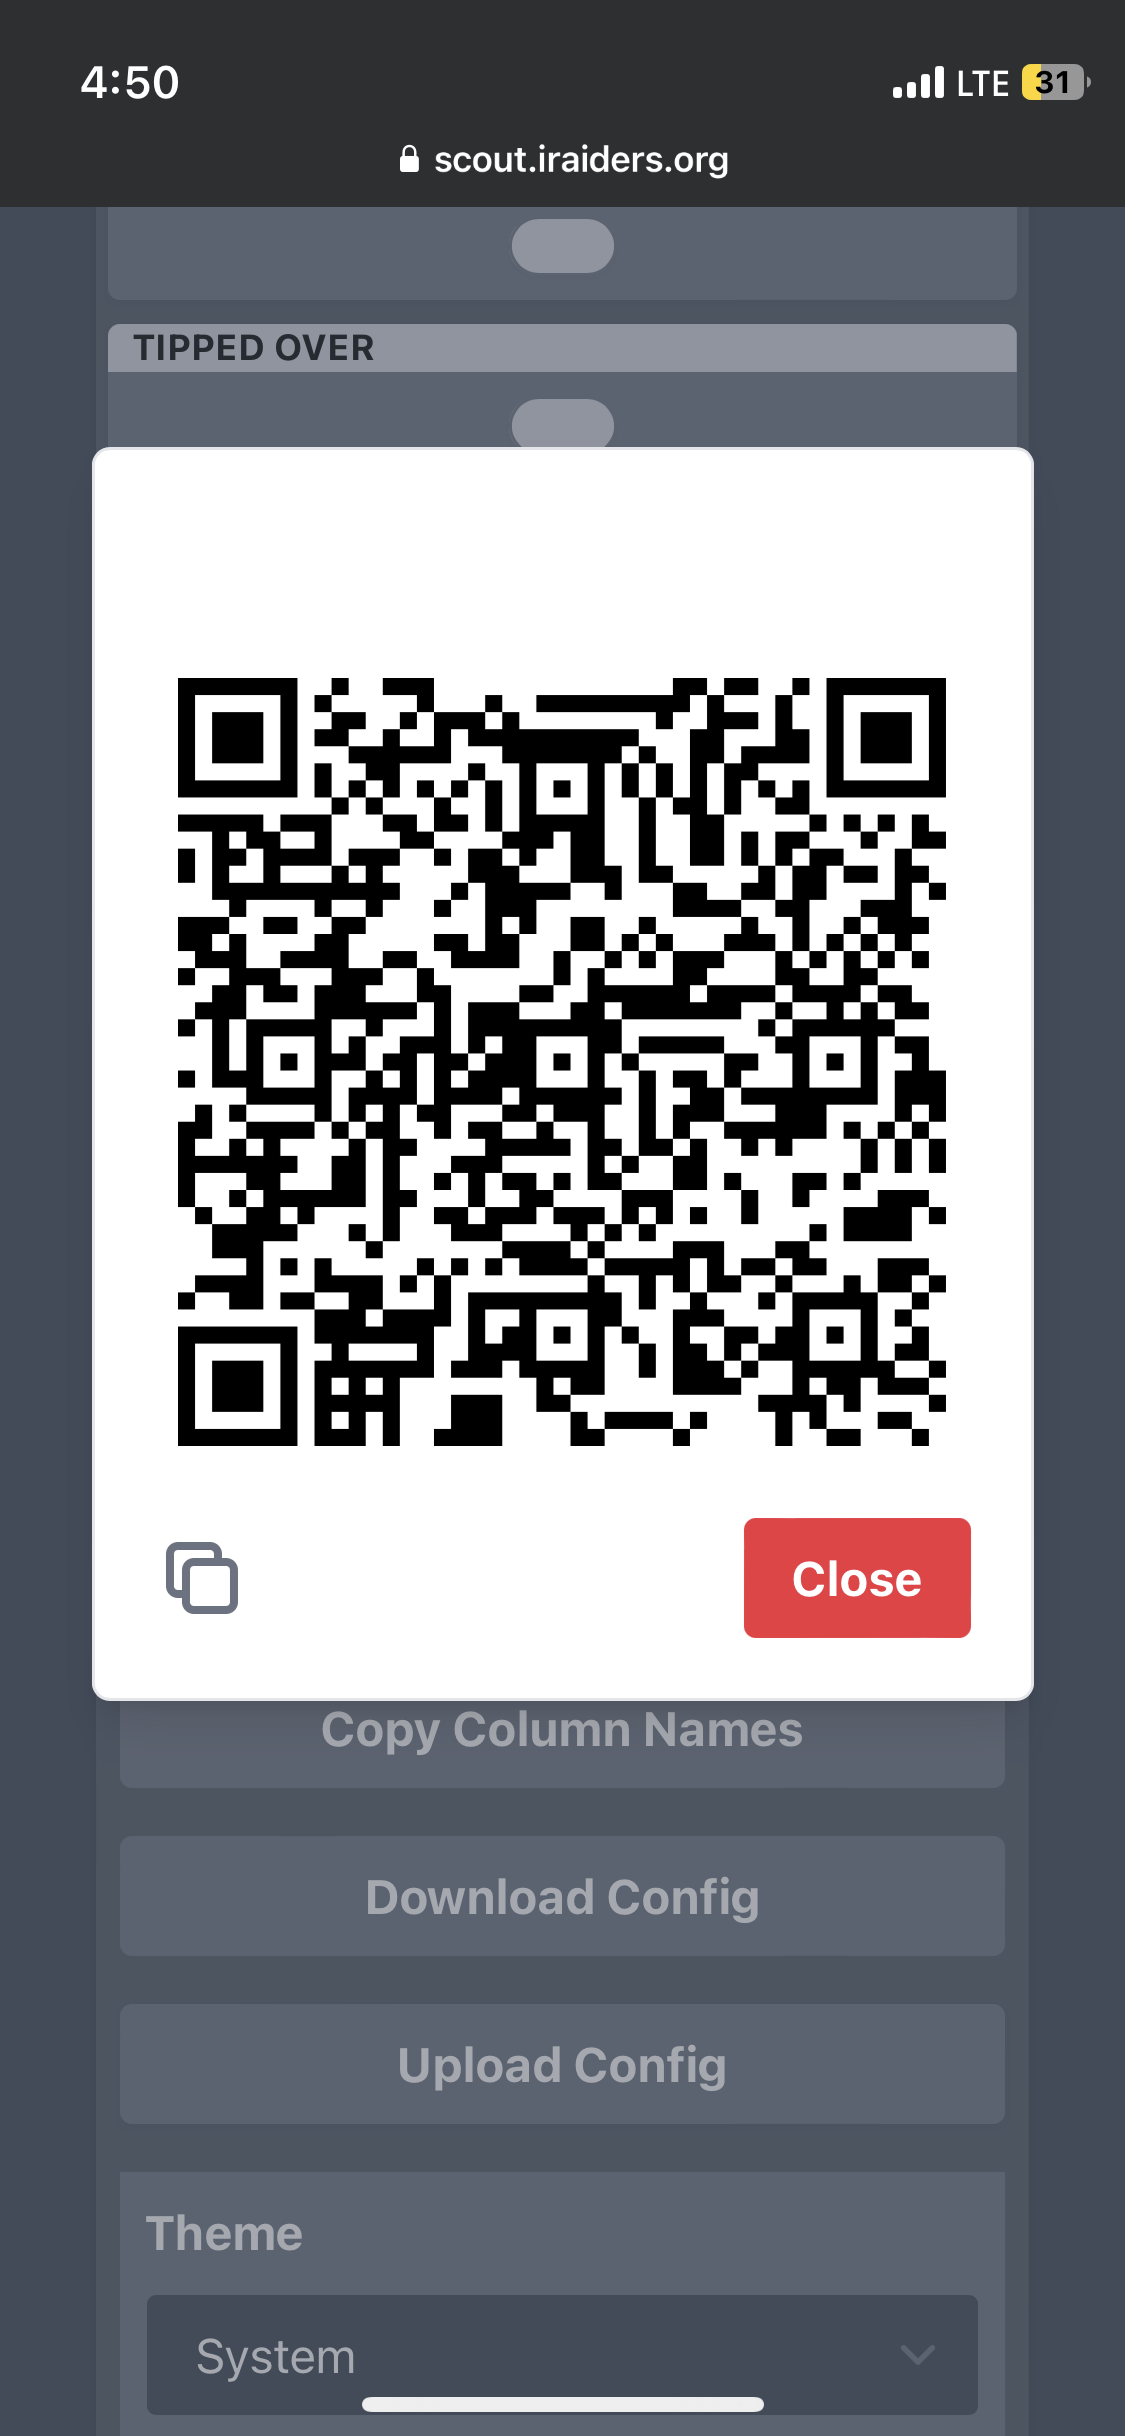 4:50
LTE
31
scout.iraiders.org
TIPPED OVER
Close
Copy Column Names
Download Config
Upload Config
Theme
System